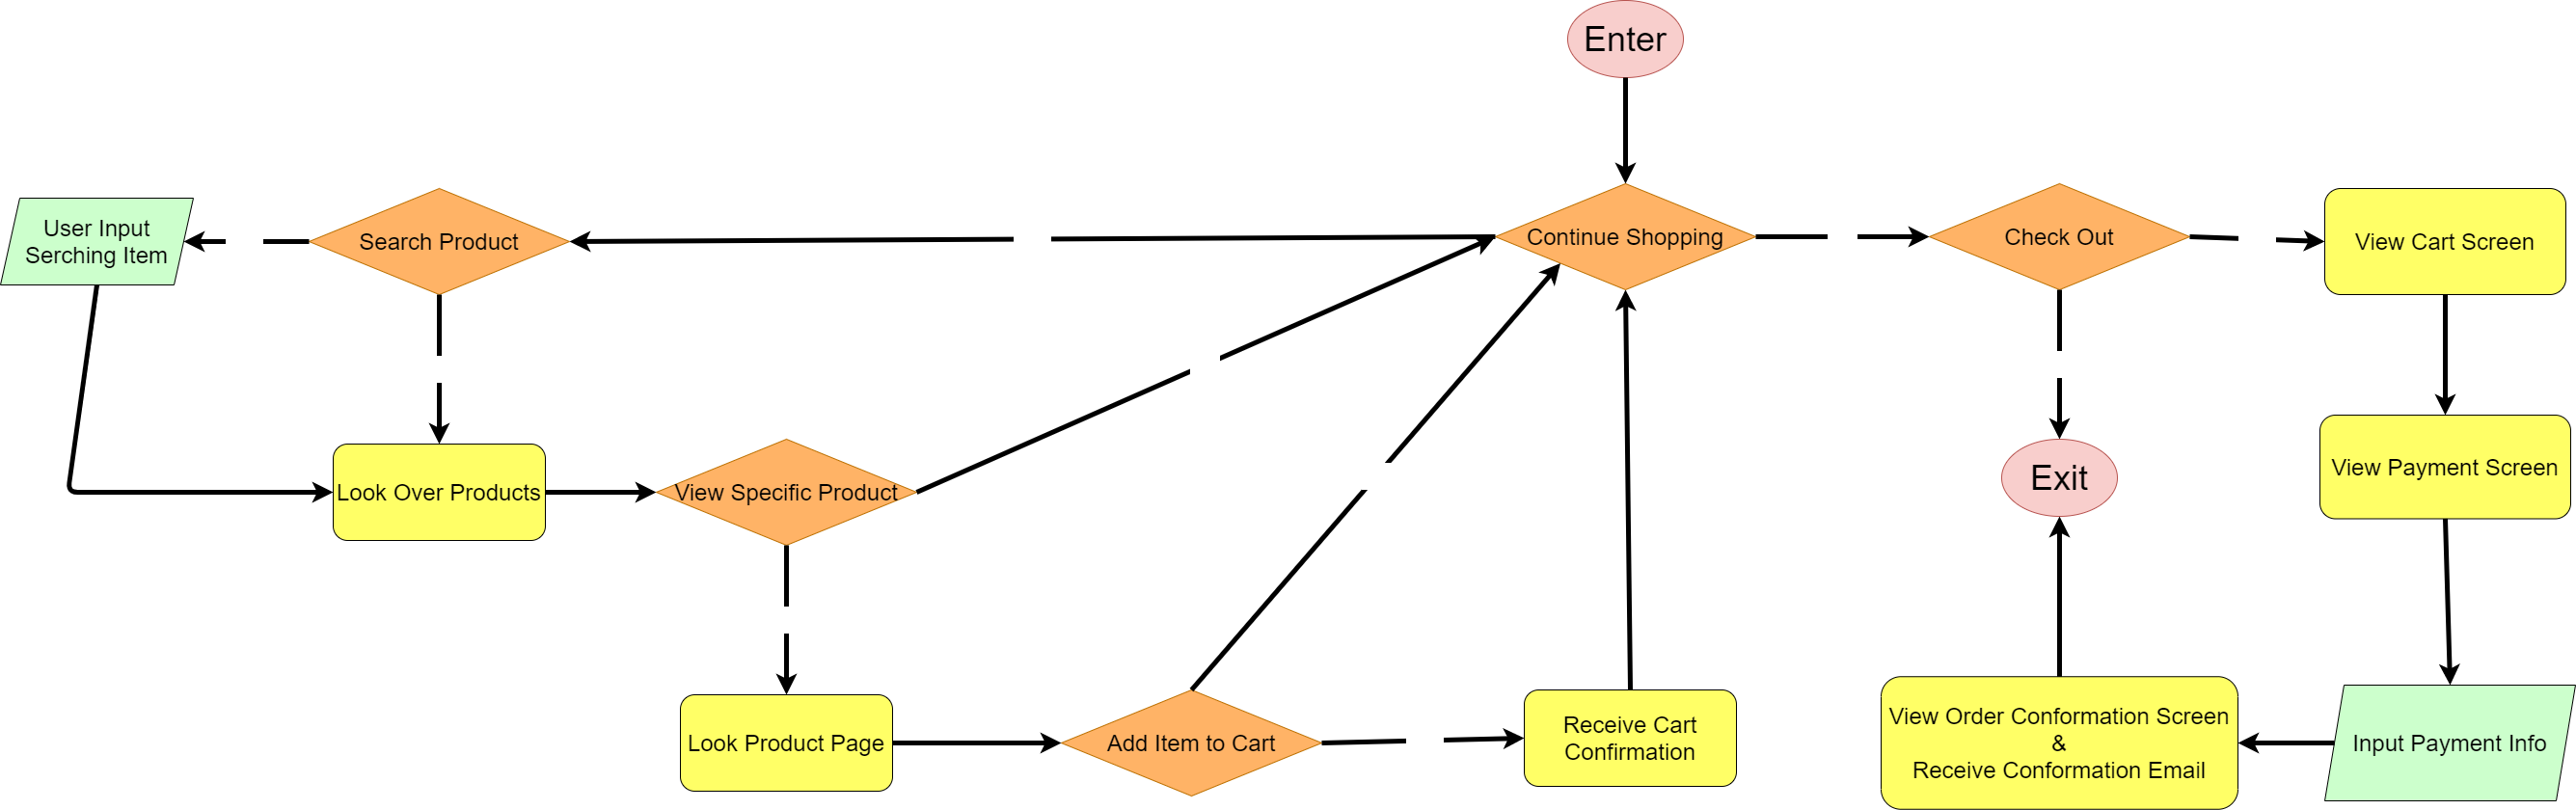 Enter
User Input
Serching Item
Search Product
Continue Shopping
Check Out
View Cart Screen
Look Over Products
View Specific Product
Exit
View Payment Screen
Look Product Page
Add Item to Cart
Receive Cart
Confirmation
View Order Conformation Screen
&
Receive Conformation Email
Input Payment Info